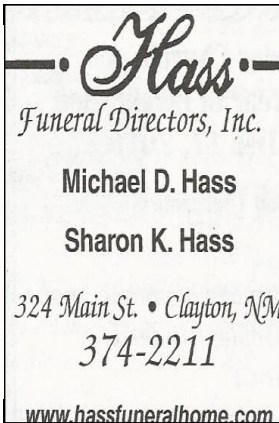 Hass
Funeral Directors, Inc.
Michael D. Hass
Sharon K. Hass
324 Main St. • Clayton, NM
374-2211
www.hassfuneralhome.com